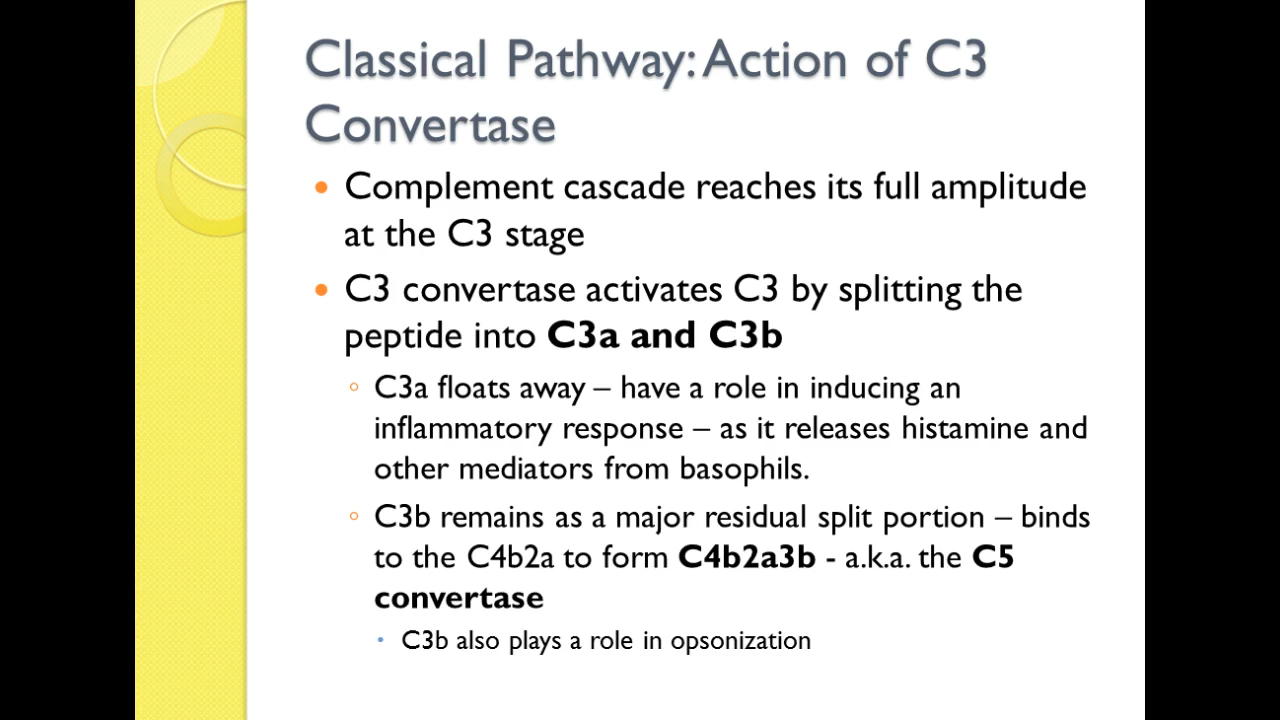 Classical Pathway: Action of C3
Convertase
• Complement cascade reaches its full amplitude
at the C3 stage
• C3 convertase activates C3 by splitting the
peptide into C3a and C3b
◦ C3a floats away – have a role in inducing an
inflammatory response – as it releases histamine and
other mediators from basophils.
◦ C3b remains as a major residual split portion – binds
to the C4b2a to form C4b2a3b - a.k.a. the C5
convertase
• C3b also plays a role in opsonization